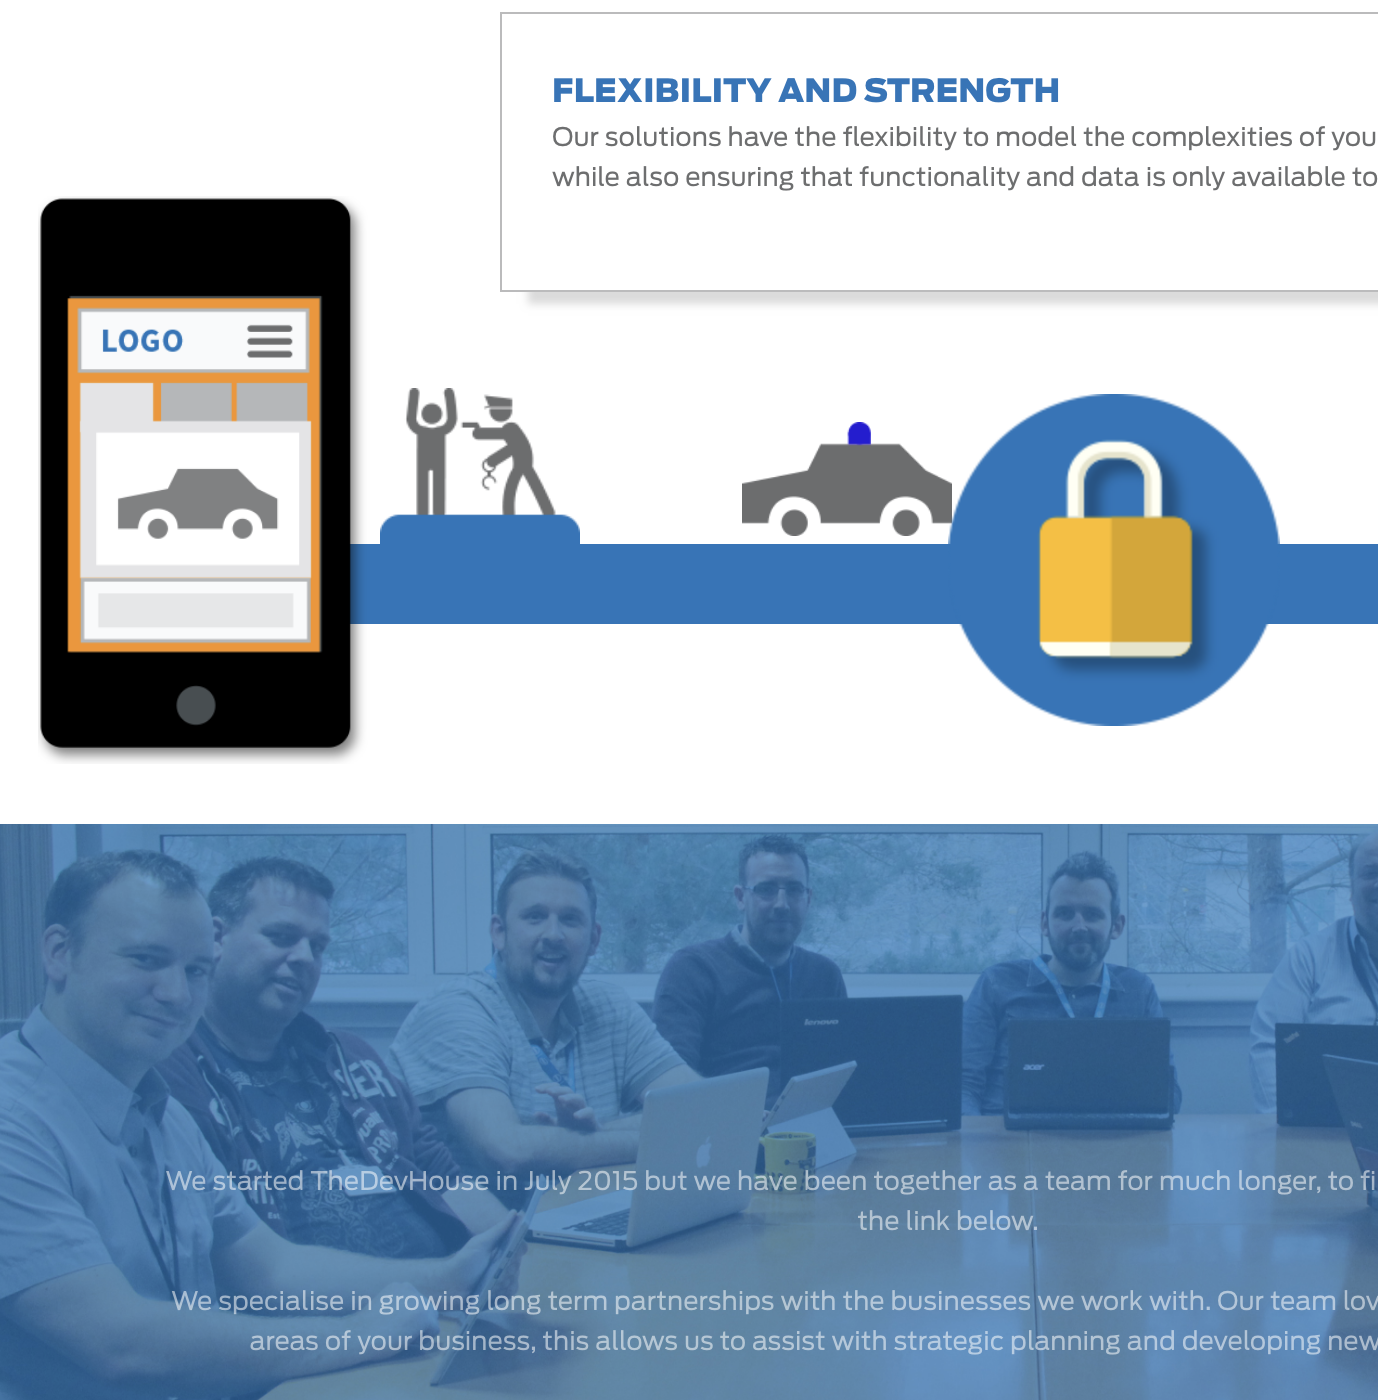 FLEXIBILITY AND STRENGTH
Our solutions have the flexibility to model the complexities of you
while also ensuring that functionality and data is only available to
LOGO
lenovo
acer
We started TheDevHouse in July 2015 but we have been together as a team for much longer, to fi
the link below.
We specialise in growing long term partnerships with the businesses we work with. Our team lov
areas of your business, this allows us to assist with strategic planning and developing new